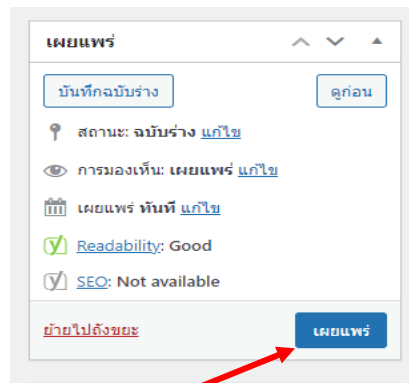 เผยแพร่
บันทึกฉบับร่าง ดูก่อน
สถานะ: ฉบับร่าง แก้ไข
การมองเห็น: เผยแพร่ แก้ไข
เผยแพร่ ทันที แก้ไข
Readability: Good
SEO: Not available
ย้ายไปถังขยะ เผยแพร่